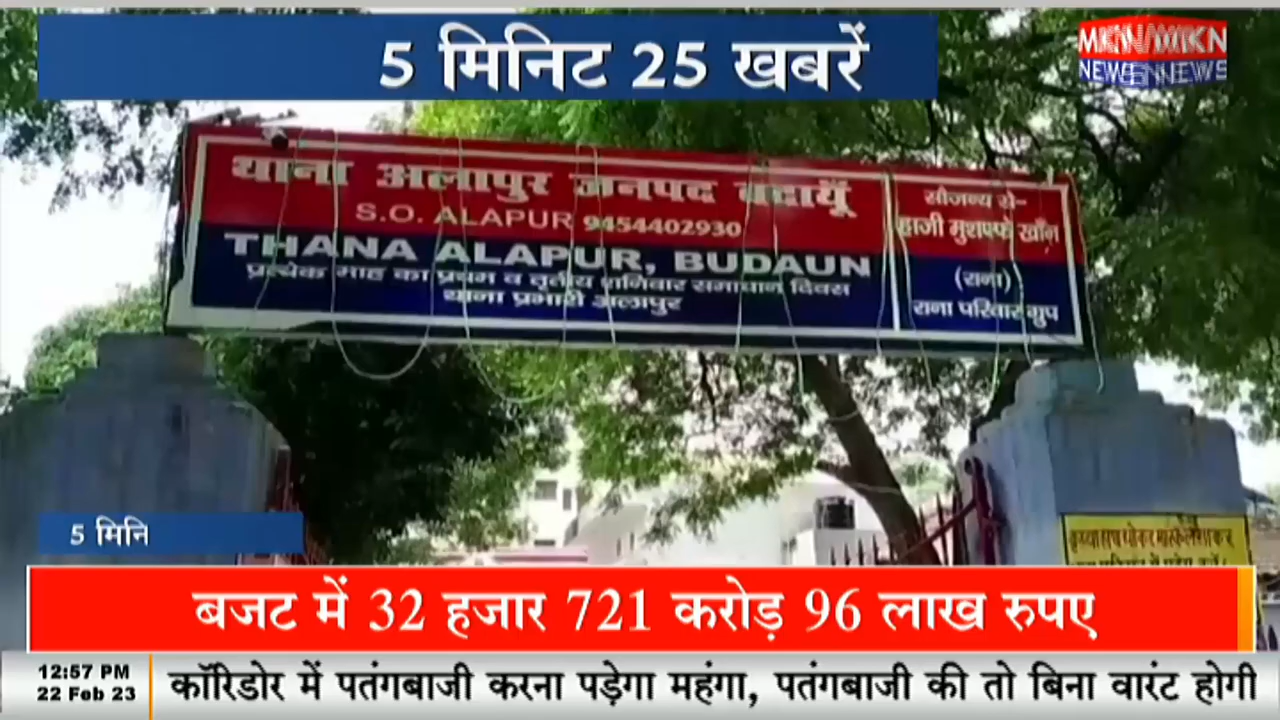 5 मिनिट 25 खबरें
थाना अलापुर जनपद बदायूँ
S.O. ALAPUR 9454402930
THANA ALAPUR, BUDAUN
प्रत्येक माह का प्रथम व तृतीय शनिवार समाधान दिवस
थाना प्रभारी अलापुर
सौजन्य से-
हाजी मुशर्फे खाँन
(राना)
राना परिवार ग्रुप
5 मिनि
बजट में 32 हजार 721 करोड़ 96 लाख रुपए
12:57 PM
22 Feb 23
कॉरिडोर में पतंगबाजी करना पड़ेगा महंगा, पतंगबाजी की तो बिना वारंट होगी